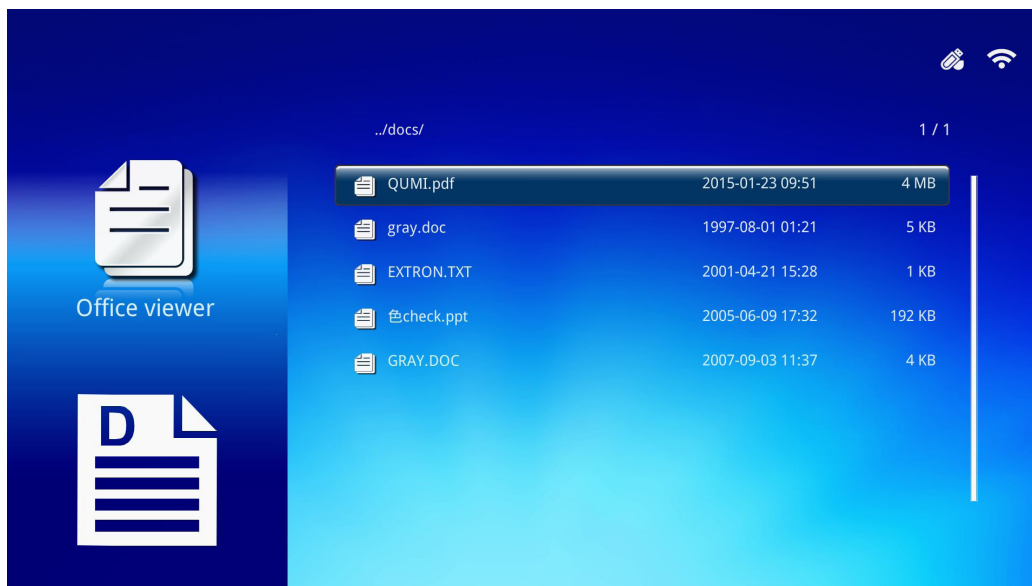 ../docs/ 1 / 1
QUMI.pdf 2015-01-23 09:51 4 MB
gray.doc 1997-08-01 01:21 5 KB
EXTRON.TXT 2001-04-21 15:28 1 KB
色check.ppt 2005-06-09 17:32 192 KB
GRAY.DOC 2007-09-03 11:37 4 KB
Office viewer
D